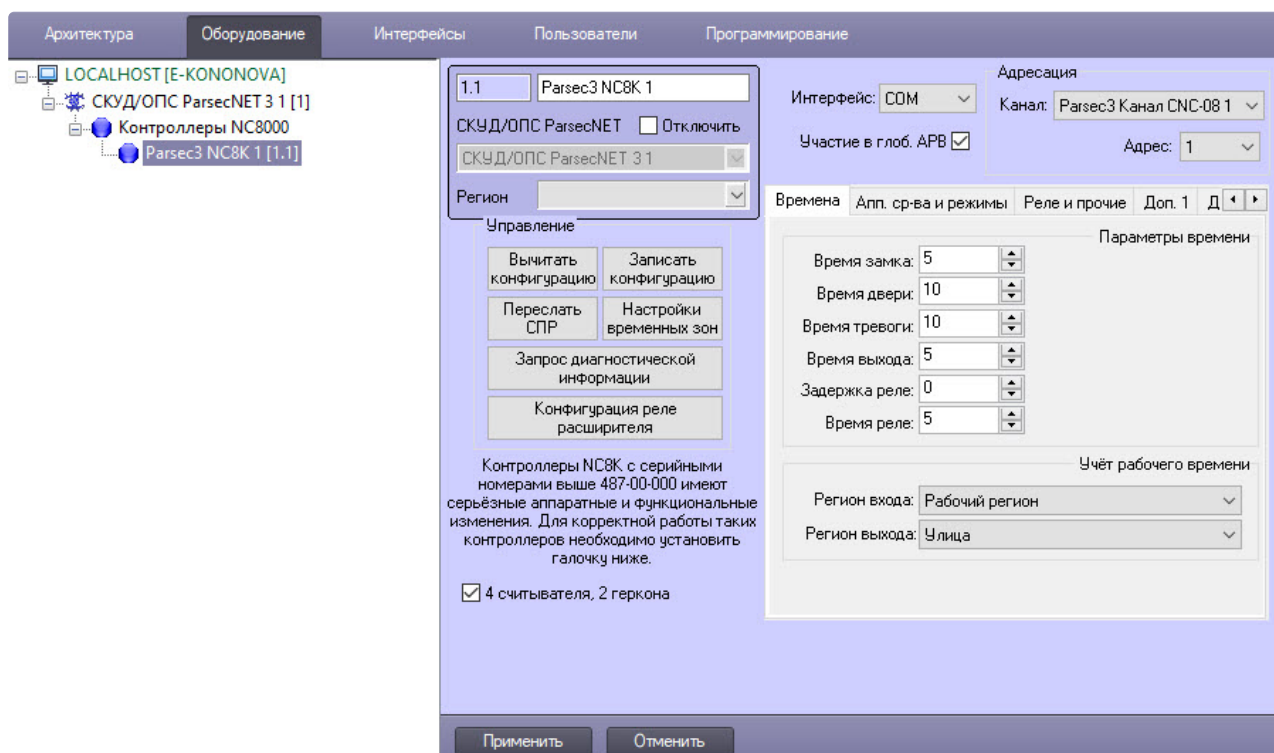 Архитектура Оборудование Интерфейсы Пользователи Программирование
LOCALHOST [E-KONONOVA]
СКУД/ОПС ParsecNET 3 1 [1]
Контроллеры NC8000
Parsec3 NC8K 1 [1.1]
1.1 Parsec3 NC8K 1
СКУД/ОПС ParsecNET Отключить
СКУД/ОПС ParsecNET 3 1
Регион
Управление
Вычитать конфигурацию
Записать конфигурацию
Переслать СПР
Настройки временных зон
Запрос диагностической информации
Конфигурация реле расширителя
Контроллеры NC8K с серийными
номерами выше 487-00-000 имеют
серьёзные аппаратные и функциональные
изменения. Для корректной работы таких
контроллеров необходимо установить
галочку ниже.
4 считывателя, 2 геркона
Интерфейс: COM
Участие в глоб. АРВ
Адресация
Канал: Parsec3 Канал CNC-08 1
Адрес: 1
Времена Апп. ср-ва и режимы Реле и прочие Доп. 1 Д
Параметры времени
Время замка: 5
Время двери: 10
Время тревоги: 10
Время выхода: 5
Задержка реле: 0
Время реле: 5
Учёт рабочего времени
Регион входа: Рабочий регион
Регион выхода: Улица
Применить Отменить